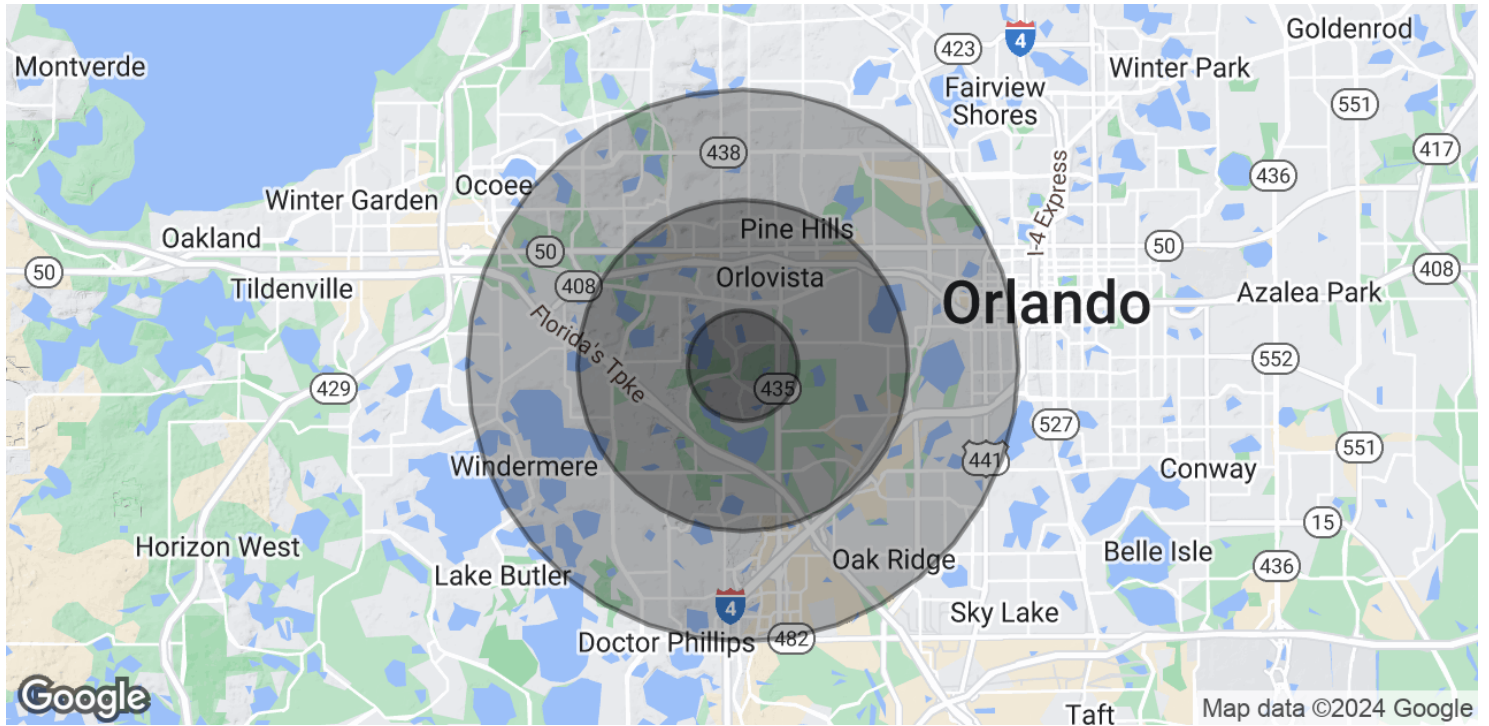 Goldenrod
4
423
Montverde
Winter Park
Fairview
Shores
551
438
417
436
Ocoee
Winter Garden
I-4 Express
Pine Hills
Oakland
50
50
50
408
Orlovista
408
Tildenville
Orlando
Azalea Park
Florida's Tpke
552
429
435
527
551
441
Windermere
Conway
15
Horizon West
Belle Isle
Oak Ridge
436
Lake Butler
4
Sky Lake
Doctor Phillips
482
Google
Taft
Map data ©2024 Google